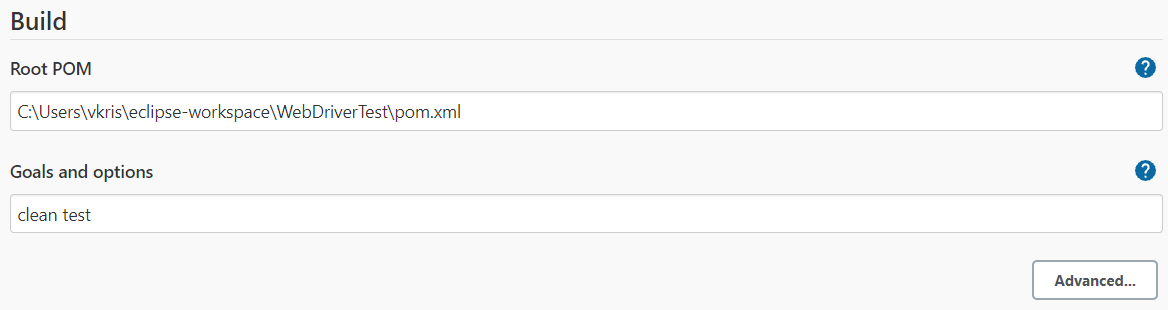 Build
Root POM
?
C:\Users\vkris\eclipse-workspace\WebDriverTest\pom.xml
Goals and options
?
clean test
Advanced...